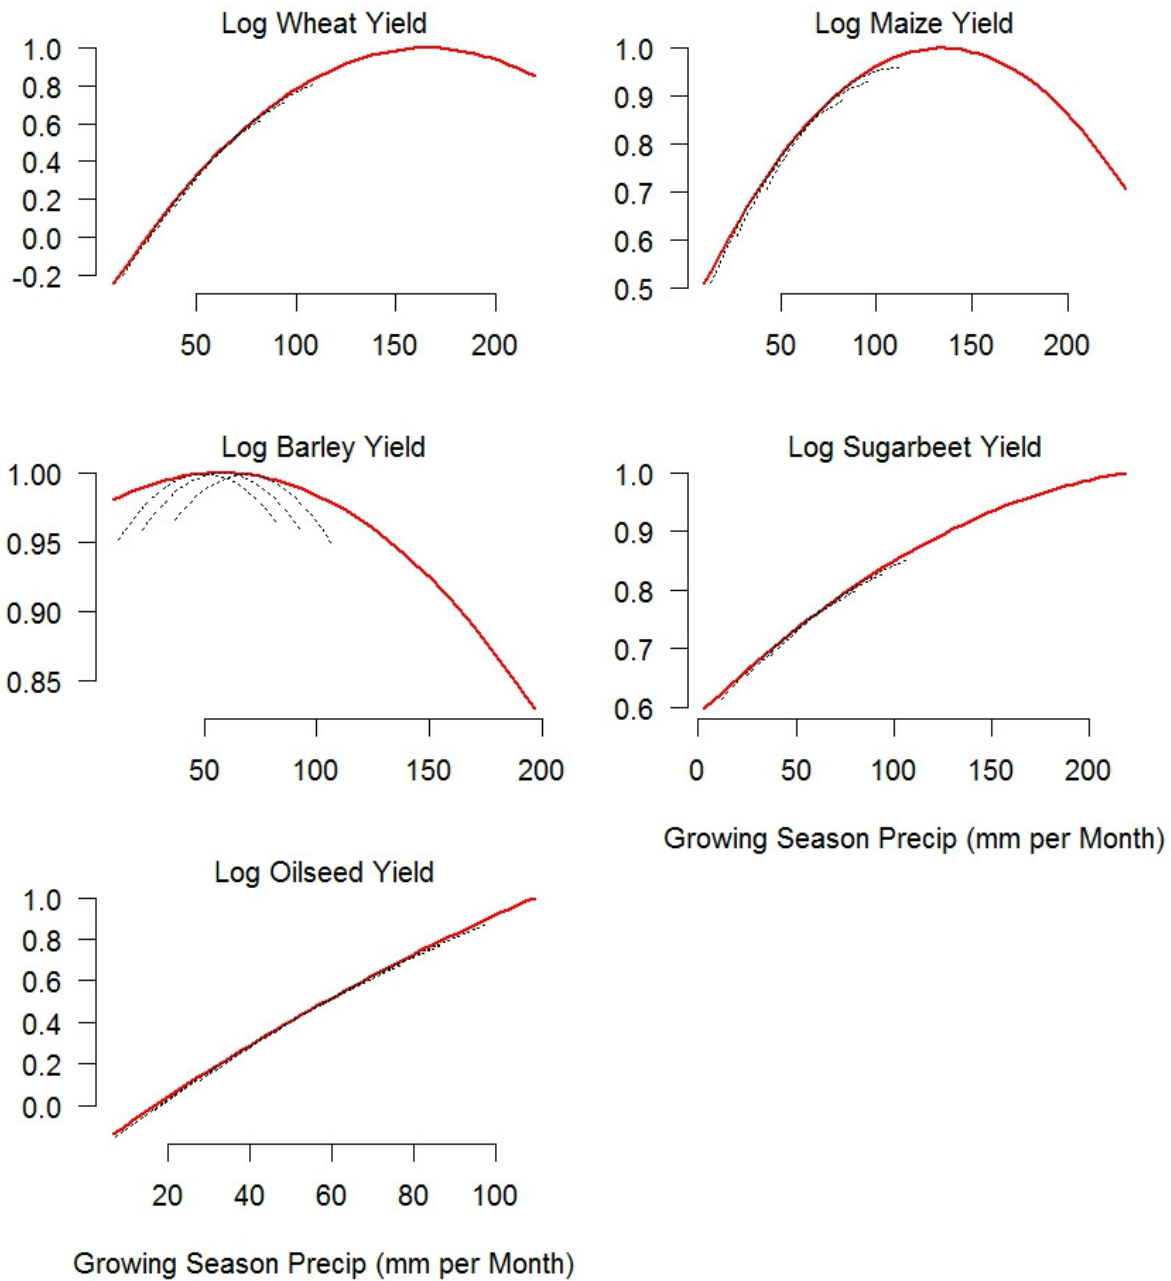 Log Wheat Yield
1.0
0.8
0.6
0.4
0.2
0.0
-0.2
50 100 150 200
Log Maize Yield
1.0
0.9
0.8
0.7
0.6
0.5
50 100 150 200
Log Barley Yield
1.00
0.95
0.90
0.85
50 100 150 200
Log Sugarbeet Yield
1.0
0.9
0.8
0.7
0.6
0 50 100 150 200
Growing Season Precip (mm per Month)
Log Oilseed Yield
1.0
0.8
0.6
0.4
0.2
0.0
20 40 60 80 100
Growing Season Precip (mm per Month)